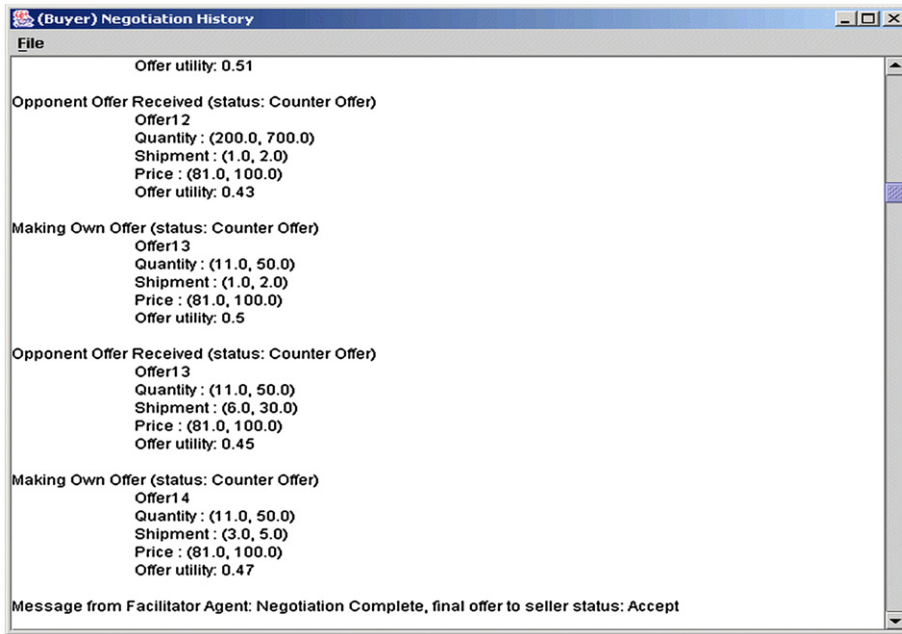 (Buyer) Negotiation History
File
Offer utility: 0.51
Opponent Offer Received (status: Counter Offer)
Offer12
Quantity : (200.0, 700.0)
Shipment : (1.0, 2.0)
Price : (81.0, 100.0)
Offer utility: 0.43
Making Own Offer (status: Counter Offer)
Offer13
Quantity : (11.0, 50.0)
Shipment : (1.0, 2.0)
Price : (81.0, 100.0)
Offer utility: 0.5
Opponent Offer Received (status: Counter Offer)
Offer13
Quantity : (11.0, 50.0)
Shipment : (6.0, 30.0)
Price : (81.0, 100.0)
Offer utility: 0.45
Making Own Offer (status: Counter Offer)
Offer14
Quantity : (11.0, 50.0)
Shipment : (3.0, 5.0)
Price : (81.0, 100.0)
Offer utility: 0.47
Message from Facilitator Agent: Negotiation Complete, final offer to seller status: Accept